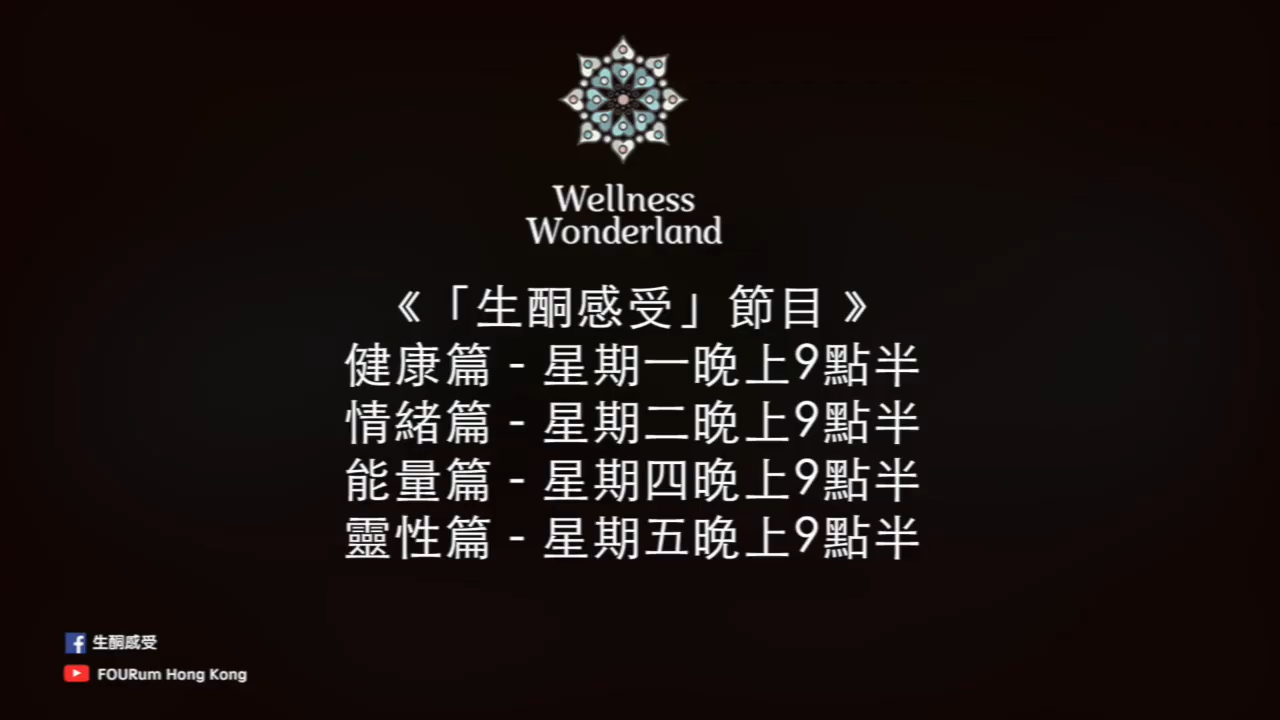 Wellness
Wonderland
《「生酮感受」節目 》
健康篇 - 星期一晚上9點半
情緒篇 - 星期二晚上9點半
能量篇 - 星期四晚上9點半
靈性篇 - 星期五晚上9點半
生酮感受
FOURum Hong Kong